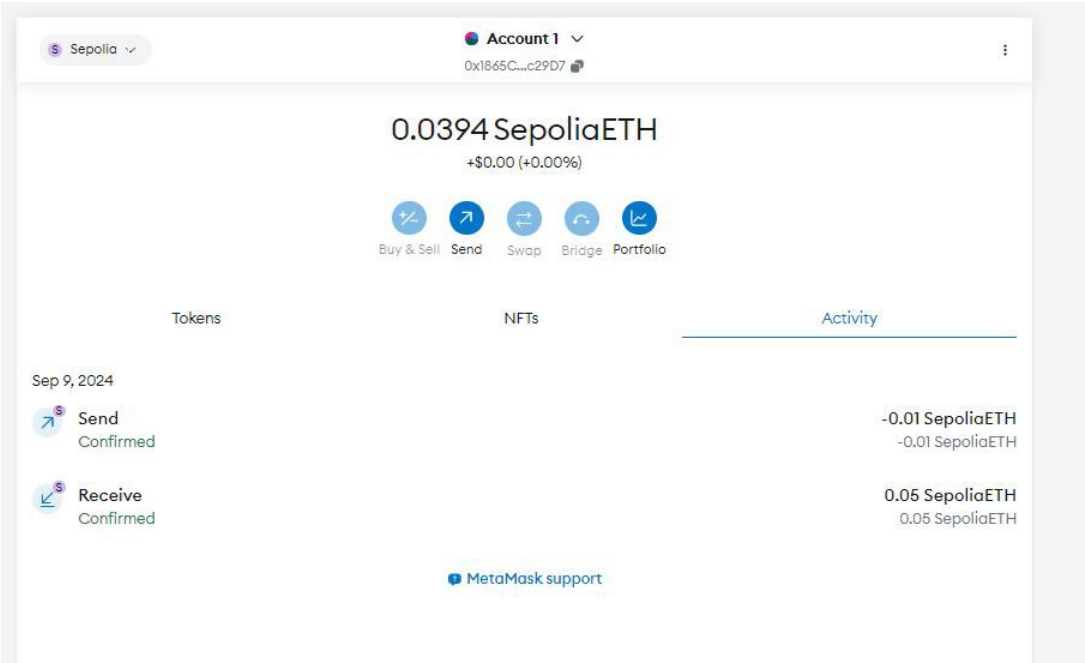 S Sepolia
Account 1
0x1865C...c29D7
0.0394 SepoliaETH
+$0.00 (+0.00%)
Buy & Sell Send Swap Bridge Portfolio
Tokens NFTs Activity
Sep 9, 2024
S
Send -0.01 SepoliaETH
Confirmed -0.01 SepoliaETH
S
Receive 0.05 SepoliaETH
Confirmed 0.05 SepoliaETH
MetaMask support